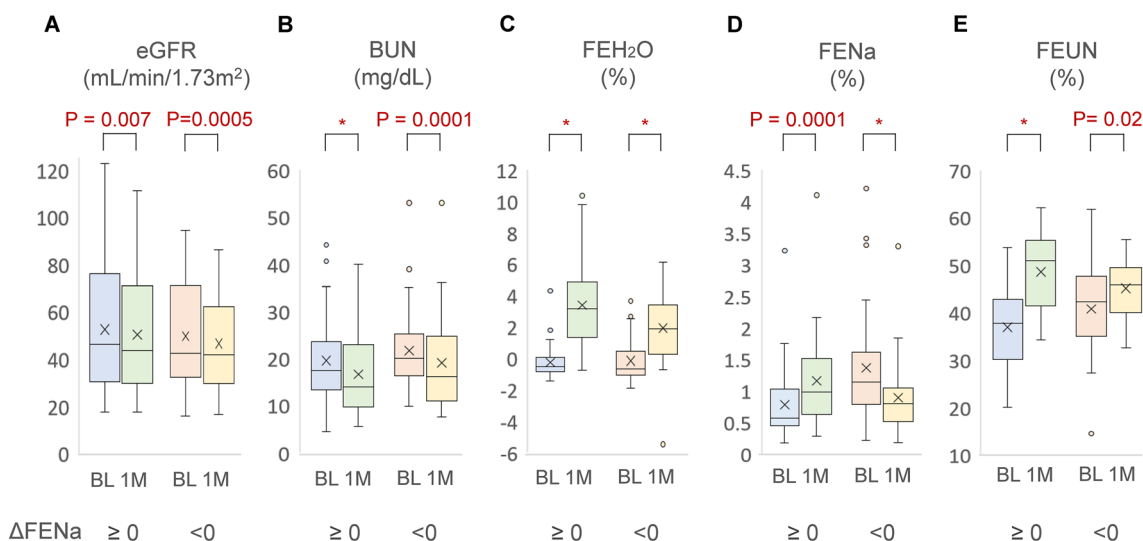 A
eGFR
(mL/min/1.73m²)
P = 0.007 P=0.0005
120
100
80
60
40
20
0
BL 1M BL 1M
B
BUN
(mg/dL)
* P = 0.0001
60
50
40
30
20
10
0
BL 1M BL 1M
C
FEH₂O
(%)
* *
12
10
8
6
4
2
0
-2
-4
-6
BL 1M BL 1M
D
FENa
(%)
P = 0.0001 *
4.5
4
3.5
3
2.5
2
1.5
1
0.5
0
BL 1M BL 1M
E
FEUN
(%)
* P= 0.02
70
60
50
40
30
20
10
BL 1M BL 1M
ΔFENa ≥ 0 <0 ≥ 0 <0 ≥ 0 <0 ≥ 0 <0 ≥ 0 <0